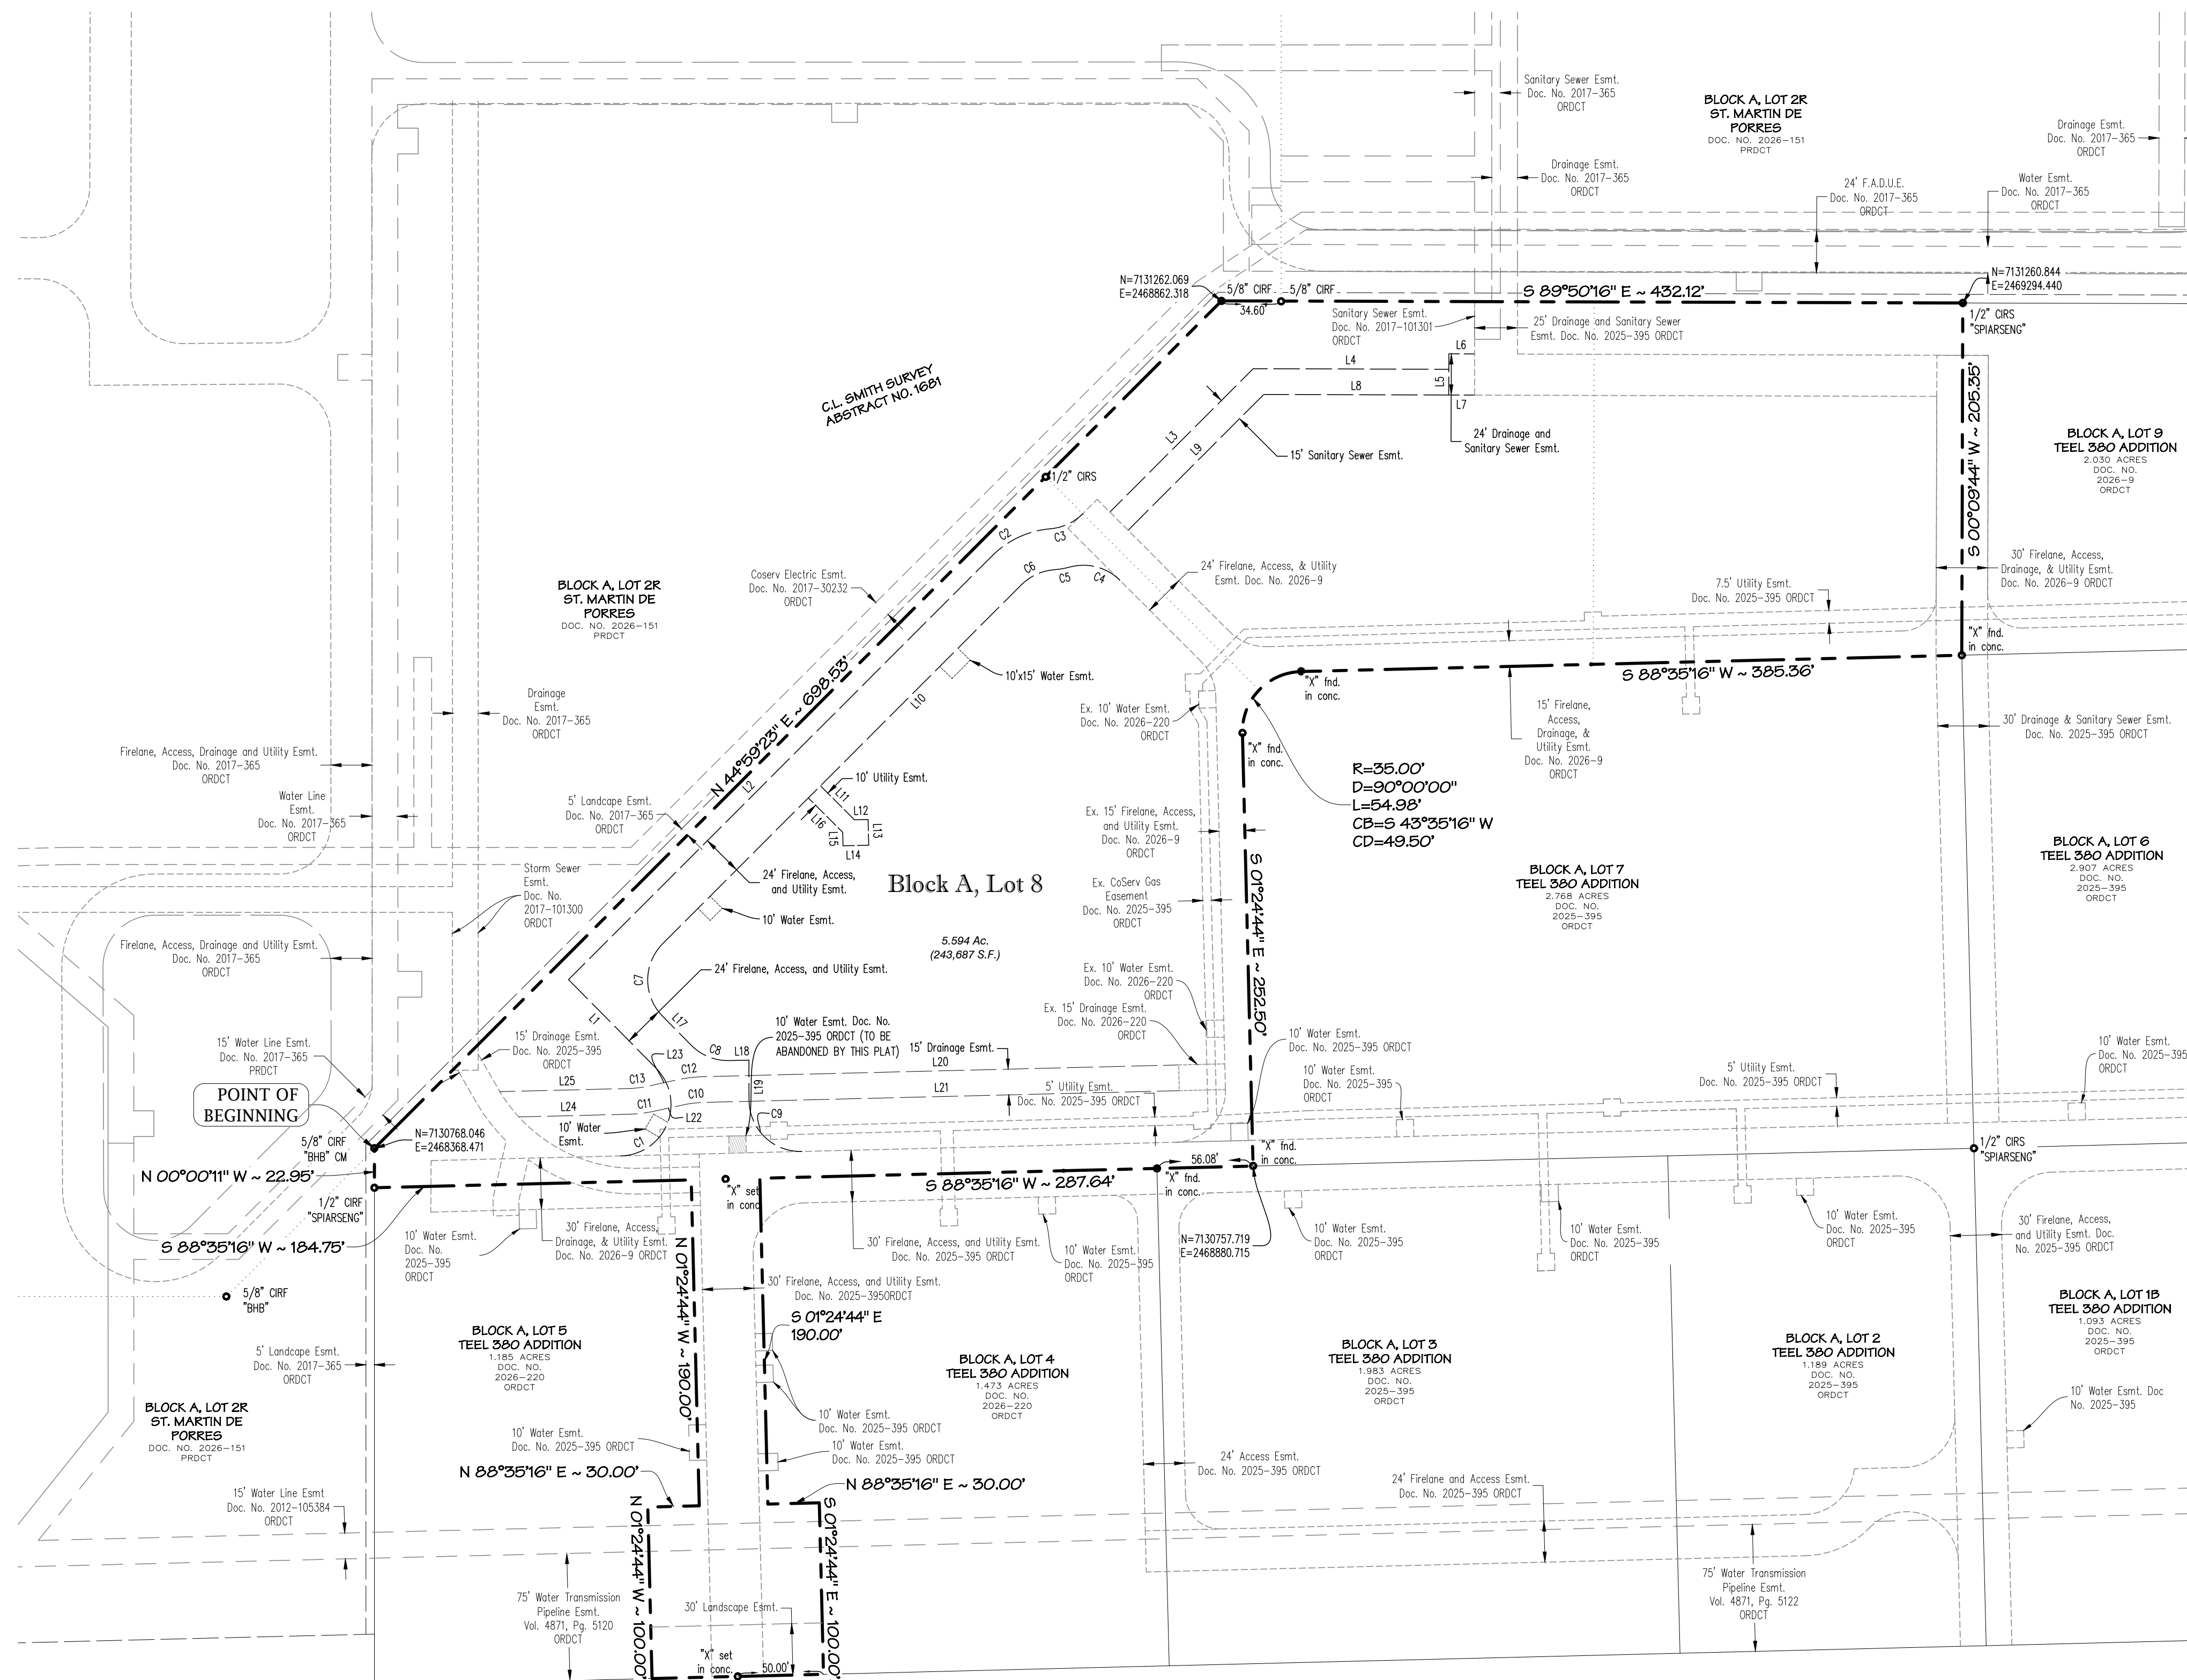 Sanitary Sewer Esmt.
Doc. No. 2017-365
ORDCT
BLOCK A, LOT 2R
ST. MARTIN DE
PORRES
DOC. NO. 2026-151
PRDCT
Drainage Esmt.
Doc. No. 2017-365
ORDCT
Drainage Esmt.
Doc. No. 2017-365
ORDCT
24' F.A.D.U.E.
Doc. No. 2017-365
ORDCT
Water Esmt.
Doc. No. 2017-365
ORDCT
N=7131262.069
E=2468862.318
5/8" CIRF
5/8" CIRF
34.60'
S 89°50'16" E ~ 432.12'
N=7131260.844
E=2469294.440
1/2" CIRS
"SPIARSENG"
Sanitary Sewer Esmt.
Doc. No. 2017-101301
ORDCT
25' Drainage and Sanitary Sewer
Esmt. Doc. No. 2025-395 ORDCT
L6
L4
L5
L8
L7
C.L. SMITH SURVEY
ABSTRACT NO. 1681
L3
L9
24' Drainage and
Sanitary Sewer Esmt.
15' Sanitary Sewer Esmt.
S 00°09'44" W ~ 205.35'
BLOCK A, LOT 9
TEEL 380 ADDITION
2.030 ACRES
DOC. NO.
2026-9
ORDCT
1/2" CIRS
C2
C3
C6
C5
C4
24' Firelane, Access, & Utility
Esmt. Doc. 2026-9
30' Firelane, Access,
Drainage, & Utility Esmt.
Doc. No. 2026-9 ORDCT
7.5' Utility Esmt.
Doc. No. 2025-395 ORDCT
Coserv Electric Esmt.
Doc. No. 2017-30232
ORDCT
BLOCK A, LOT 2R
ST. MARTIN DE
PORRES
DOC. NO. 2026-151
PRDCT
"X" fnd.
in conc.
N 44°59'23" E ~ 698.53'
10'x15' Water Esmt.
L10
"X" fnd.
in conc.
S 88°35'16" W ~ 385.36'
Drainage
Esmt.
Doc. No. 2017-365
ORDCT
Ex. 10' Water Esmt.
Doc. No. 2026-220
ORDCT
15' Firelane,
Access,
Drainage, &
Utility Esmt.
Doc. No. 2026-9
ORDCT
30' Drainage & Sanitary Sewer Esmt.
Doc. No. 2025-395 ORDCT
Firelane, Access, Drainage and Utility Esmt.
Doc. No. 2017-365
ORDCT
"X" fnd.
in conc.
R=35.00'
D=90°00'00"
L=54.98'
CB=S 43°35'16" W
CD=49.50'
Water Line
Esmt.
Doc. No. 2017-365
ORDCT
5' Landscape Esmt.
Doc. No. 2017-365
ORDCT
L2
10' Utility Esmt.
L11
L12
L13
L16
L15
L14
Ex. 15' Firelane, Access,
and Utility Esmt.
Doc. No. 2026-9
ORDCT
BLOCK A, LOT 6
TEEL 380 ADDITION
2.907 ACRES
DOC. NO.
2025-395
ORDCT
Storm Sewer
Esmt.
Doc. No.
2017-101300
ORDCT
24' Firelane, Access,
and Utility Esmt.
Block A, Lot 8
Ex. CoServ Gas
Easement
Doc. No. 2025-395
ORDCT
S 01°24'44" E ~ 252.50'
BLOCK A, LOT 7
TEEL 380 ADDITION
2.768 ACRES
DOC. NO.
2025-395
ORDCT
10' Water Esmt.
5.594 Ac.
(243,687 S.F.)
Firelane, Access, Drainage and Utility Esmt.
Doc. No. 2017-365
ORDCT
C7
24' Firelane, Access, and Utility Esmt.
Ex. 10' Water Esmt.
Doc. No. 2026-220
ORDCT
Ex. 15' Drainage Esmt.
Doc. No. 2026-220
ORDCT
L1
L17
10' Water Esmt. Doc. No.
2025-395 ORDCT (TO BE
ABANDONED BY THIS PLAT)
15' Drainage Esmt.
10' Water Esmt.
Doc. No. 2025-395 ORDCT
15' Water Line Esmt.
Doc. No. 2017-365
PRDCT
15' Drainage Esmt.
Doc. No. 2025-395
ORDCT
L23
C8
L18
L20
10' Water Esmt.
Doc. No. 2025-395
ORDCT
5' Utility Esmt.
Doc. No. 2025-395 ORDCT
10' Water Esmt.
Doc. No. 2025-395
ORDCT
POINT OF
BEGINNING
L25
C13
C12
L19
L21
5' Utility Esmt.
Doc. No. 2025-395 ORDCT
L24
C11
C10
L22
C9
C1
10' Water
Esmt.
5/8" CIRF
"BHB" CM
N=7130768.046
E=2468368.471
N 00°00'11" W ~ 22.95'
1/2" CIRF
"SPIARSENG"
"X" set
in conc
56.08'
"X" fnd.
in conc.
"X" fnd.
in conc.
S 88°35'16" W ~ 287.64'
1/2" CIRS
"SPIARSENG"
S 88°35'16" W ~ 184.75'
10' Water Esmt.
Doc. No.
2025-395
ORDCT
30' Firelane, Access,
Drainage, & Utility Esmt.
Doc. No. 2026-9 ORDCT
N 01°24'44" W ~ 190.00'
30' Firelane, Access, and Utility Esmt.
Doc. No. 2025-395 ORDCT
10' Water Esmt.
Doc. No. 2025-395
ORDCT
N=7130757.719
E=2468880.715
10' Water Esmt.
Doc. No. 2025-395
ORDCT
10' Water Esmt.
Doc. No. 2025-395
ORDCT
10' Water Esmt.
Doc. No. 2025-395
ORDCT
30' Firelane, Access,
and Utility Esmt. Doc.
No. 2025-395 ORDCT
30' Firelane, Access, and Utility Esmt.
Doc. No. 2025-395ORDCT
5/8" CIRF
"BHB"
S 01°24'44" E
190.00'
BLOCK A, LOT 5
TEEL 380 ADDITION
1.185 ACRES
DOC. NO.
2026-220
ORDCT
BLOCK A, LOT 4
TEEL 380 ADDITION
1.473 ACRES
DOC. NO.
2026-220
ORDCT
BLOCK A, LOT 3
TEEL 380 ADDITION
1.983 ACRES
DOC. NO.
2025-395
ORDCT
BLOCK A, LOT 2
TEEL 380 ADDITION
1.189 ACRES
DOC. NO.
2025-395
ORDCT
BLOCK A, LOT 1B
TEEL 380 ADDITION
1.093 ACRES
DOC. NO.
2025-395
ORDCT
5' Landscape Esmt.
Doc. No. 2017-365
ORDCT
BLOCK A, LOT 2R
ST. MARTIN DE
PORRES
DOC. NO. 2026-151
PRDCT
10' Water Esmt.
Doc. No. 2025-395 ORDCT
10' Water Esmt.
Doc. No. 2025-395 ORDCT
10' Water Esmt.
Doc. No. 2025-395 ORDCT
10' Water Esmt. Doc
No. 2025-395
24' Access Esmt.
Doc. No. 2025-395 ORDCT
N 88°35'16" E ~ 30.00'
N 88°35'16" E ~ 30.00'
24' Firelane and Access Esmt.
Doc. No. 2025-395 ORDCT
15' Water Line Esmt
Doc. No. 2012-105384
ORDCT
N 01°24'44" W ~ 100.00'
S 01°24'44" E ~ 100.00'
75' Water Transmission
Pipeline Esmt.
Vol. 4871, Pg. 5120
ORDCT
30' Landscape Esmt.
75' Water Transmission
Pipeline Esmt.
Vol. 4871, Pg. 5122
ORDCT
"X" set
in conc.
50.00'